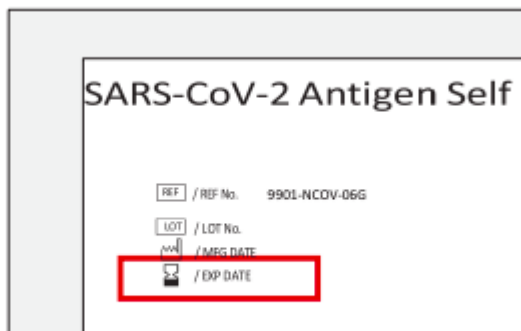 SARS-CoV-2 Antigen Self
REF / REF No. 9901-NCOV-06G
LOT / LOT No.
/ MFG DATE
/ EXP DATE